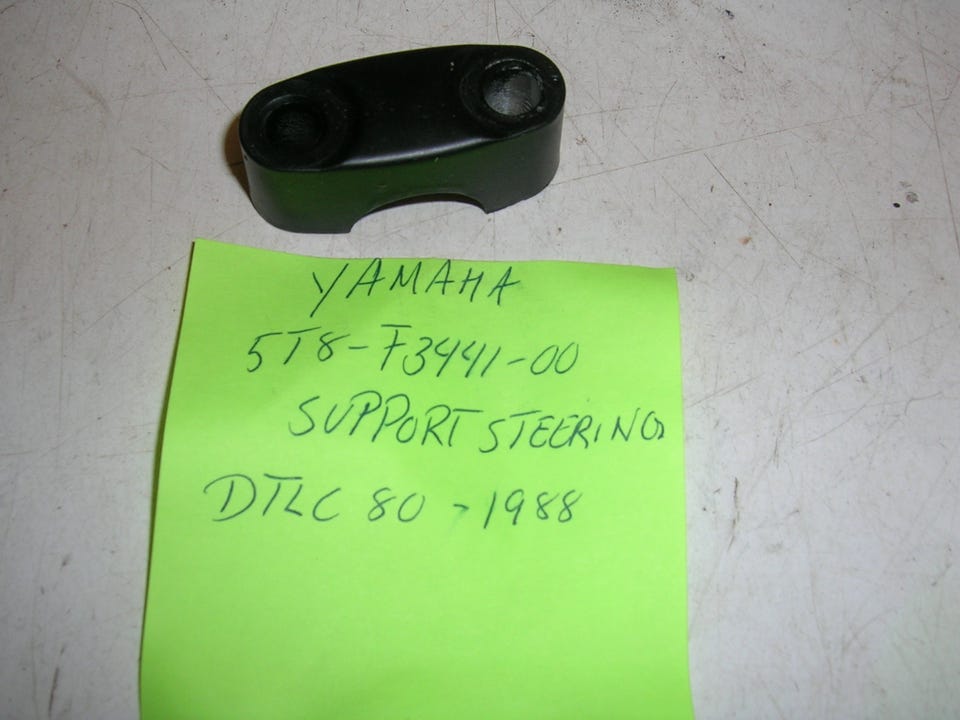 YAMAHA
5T8-F3441-00
SUPPORT STEERING
DTLC 80 -1988